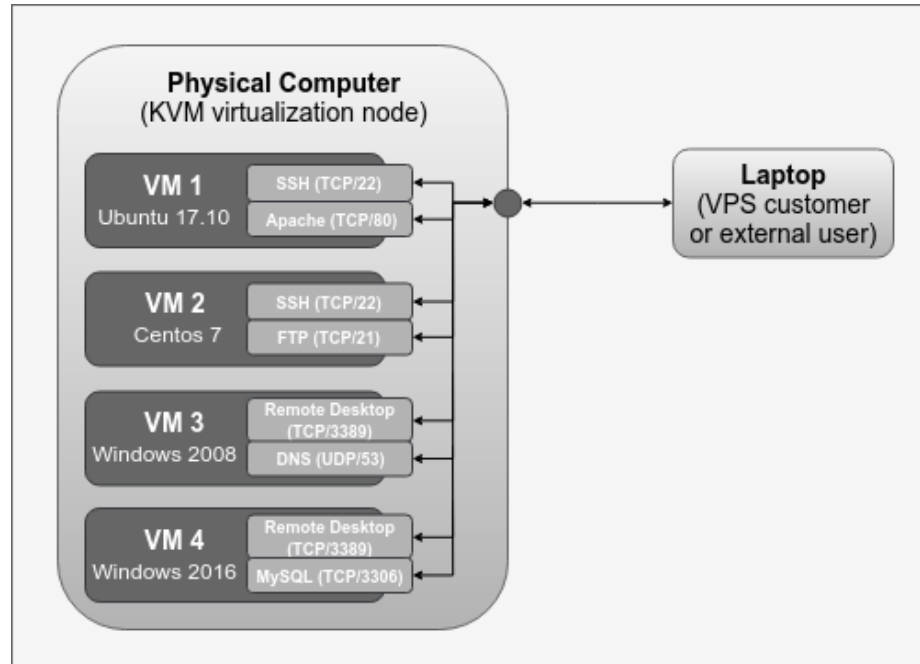 Physical Computer
(KVM virtualization node)
VM 1
Ubuntu 17.10
SSH (TCP/22)
Apache (TCP/80)
VM 2
Centos 7
SSH (TCP/22)
FTP (TCP/21)
VM 3
Windows 2008
Remote Desktop
(TCP/3389)
DNS (UDP/53)
VM 4
Windows 2016
Remote Desktop
(TCP/3389)
MySQL (TCP/3306)
Laptop
(VPS customer
or external user)